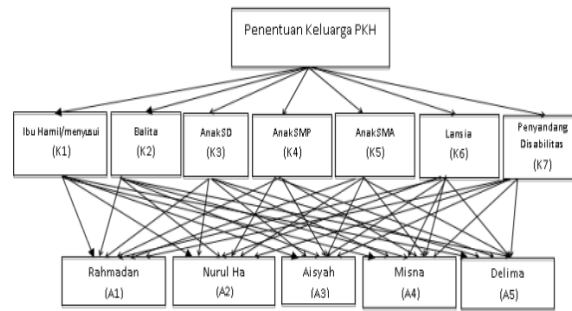 Penentuan Keluarga PKH
Ibu Hamil/menyusui
(K1)
Balita
(K2)
AnakSD
(K3)
AnakSMP
(K4)
AnakSMA
(K5)
Lansia
(K6)
Penyandang
Disabilitas
(K7)
Rahmadan
(A1)
Nurul Ha
(A2)
Aisyah
(A3)
Misna
(A4)
Delima
(A5)